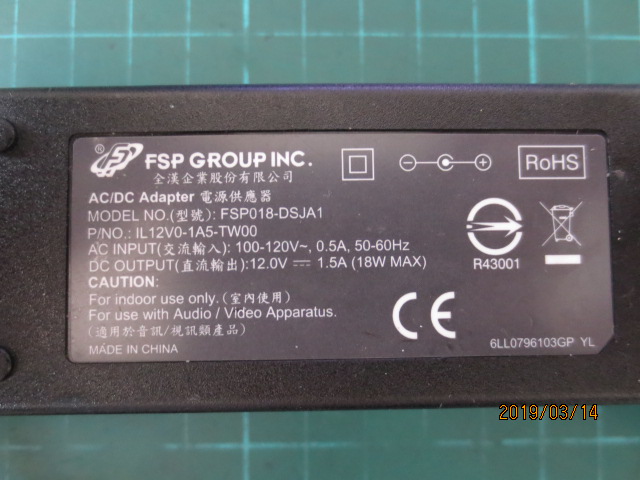 ® FSP GROUP INC.
全漢企業股份有限公司
RoHS
AC/DC Adapter 電源供應器
MODEL NO.(型號): FSP018-DSJA1
P/NO.: IL12V0-1A5-TW00
AC INPUT(交流輸入): 100-120V~, 0.5A, 50-60Hz
DC OUTPUT(直流輸出):12.0V ⎓ 1.5A (18W MAX)
R43001
CAUTION:
For indoor use only.(室內使用)
For use with Audio / Video Apparatus.
(適用於音訊/視訊類產品)
CE
MADE IN CHINA
6LL0796103GP YL
2019/03/14